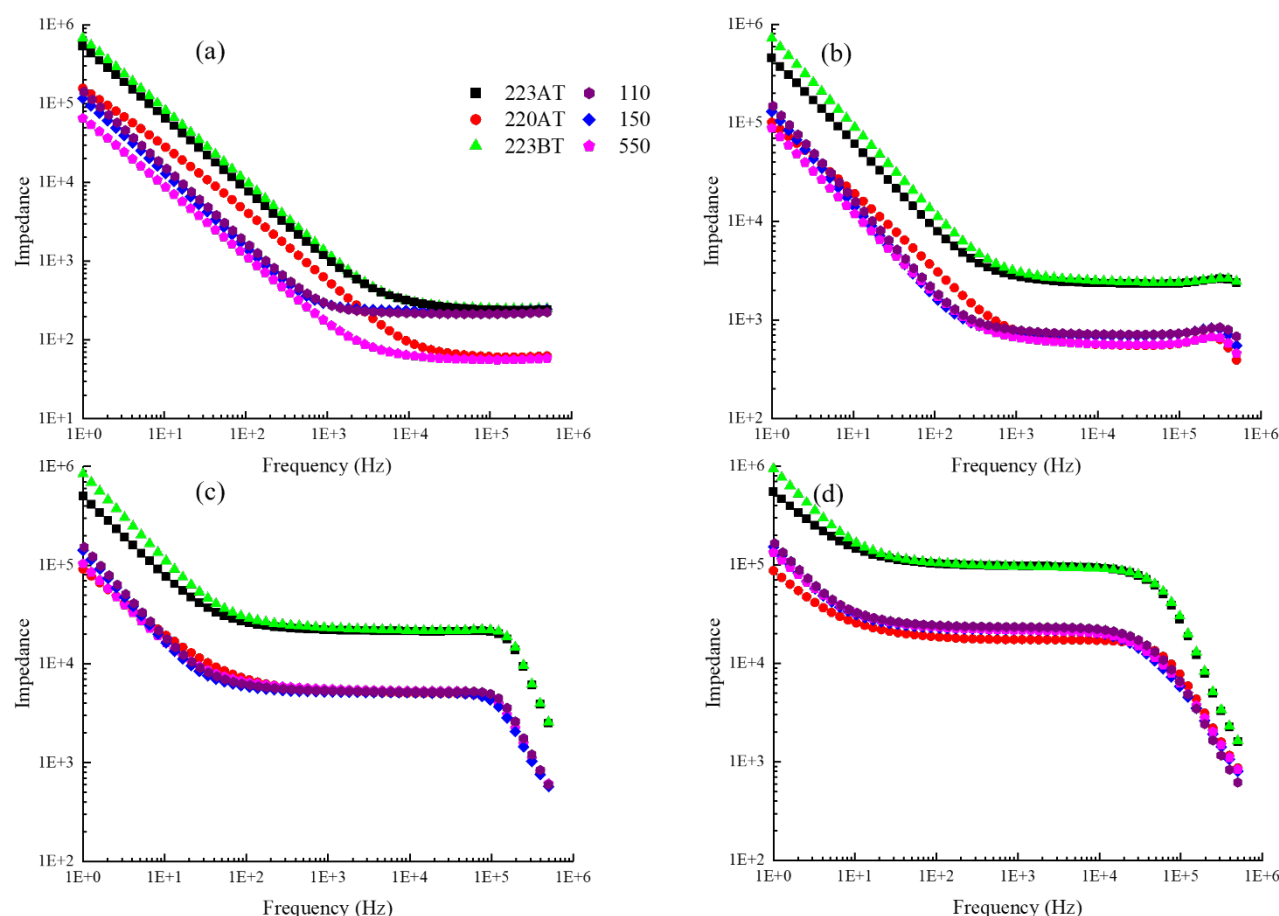 (a)
1E+6
1E+5
1E+4
1E+3
1E+2
1E+1
Impedance
223AT 110
220AT 150
223BT 550
1E+0 1E+1 1E+2 1E+3 1E+4 1E+5 1E+6
Frequency (Hz)
(b)
1E+6
1E+5
1E+4
1E+3
1E+2
Impedance
1E+0 1E+1 1E+2 1E+3 1E+4 1E+5 1E+6
Frequency (Hz)
(c)
1E+6
1E+5
1E+4
1E+3
1E+2
Impedance
1E+0 1E+1 1E+2 1E+3 1E+4 1E+5 1E+6
Frequency (Hz)
(d)
1E+6
1E+5
1E+4
1E+3
1E+2
Impedance
1E+0 1E+1 1E+2 1E+3 1E+4 1E+5 1E+6
Frequency (Hz)